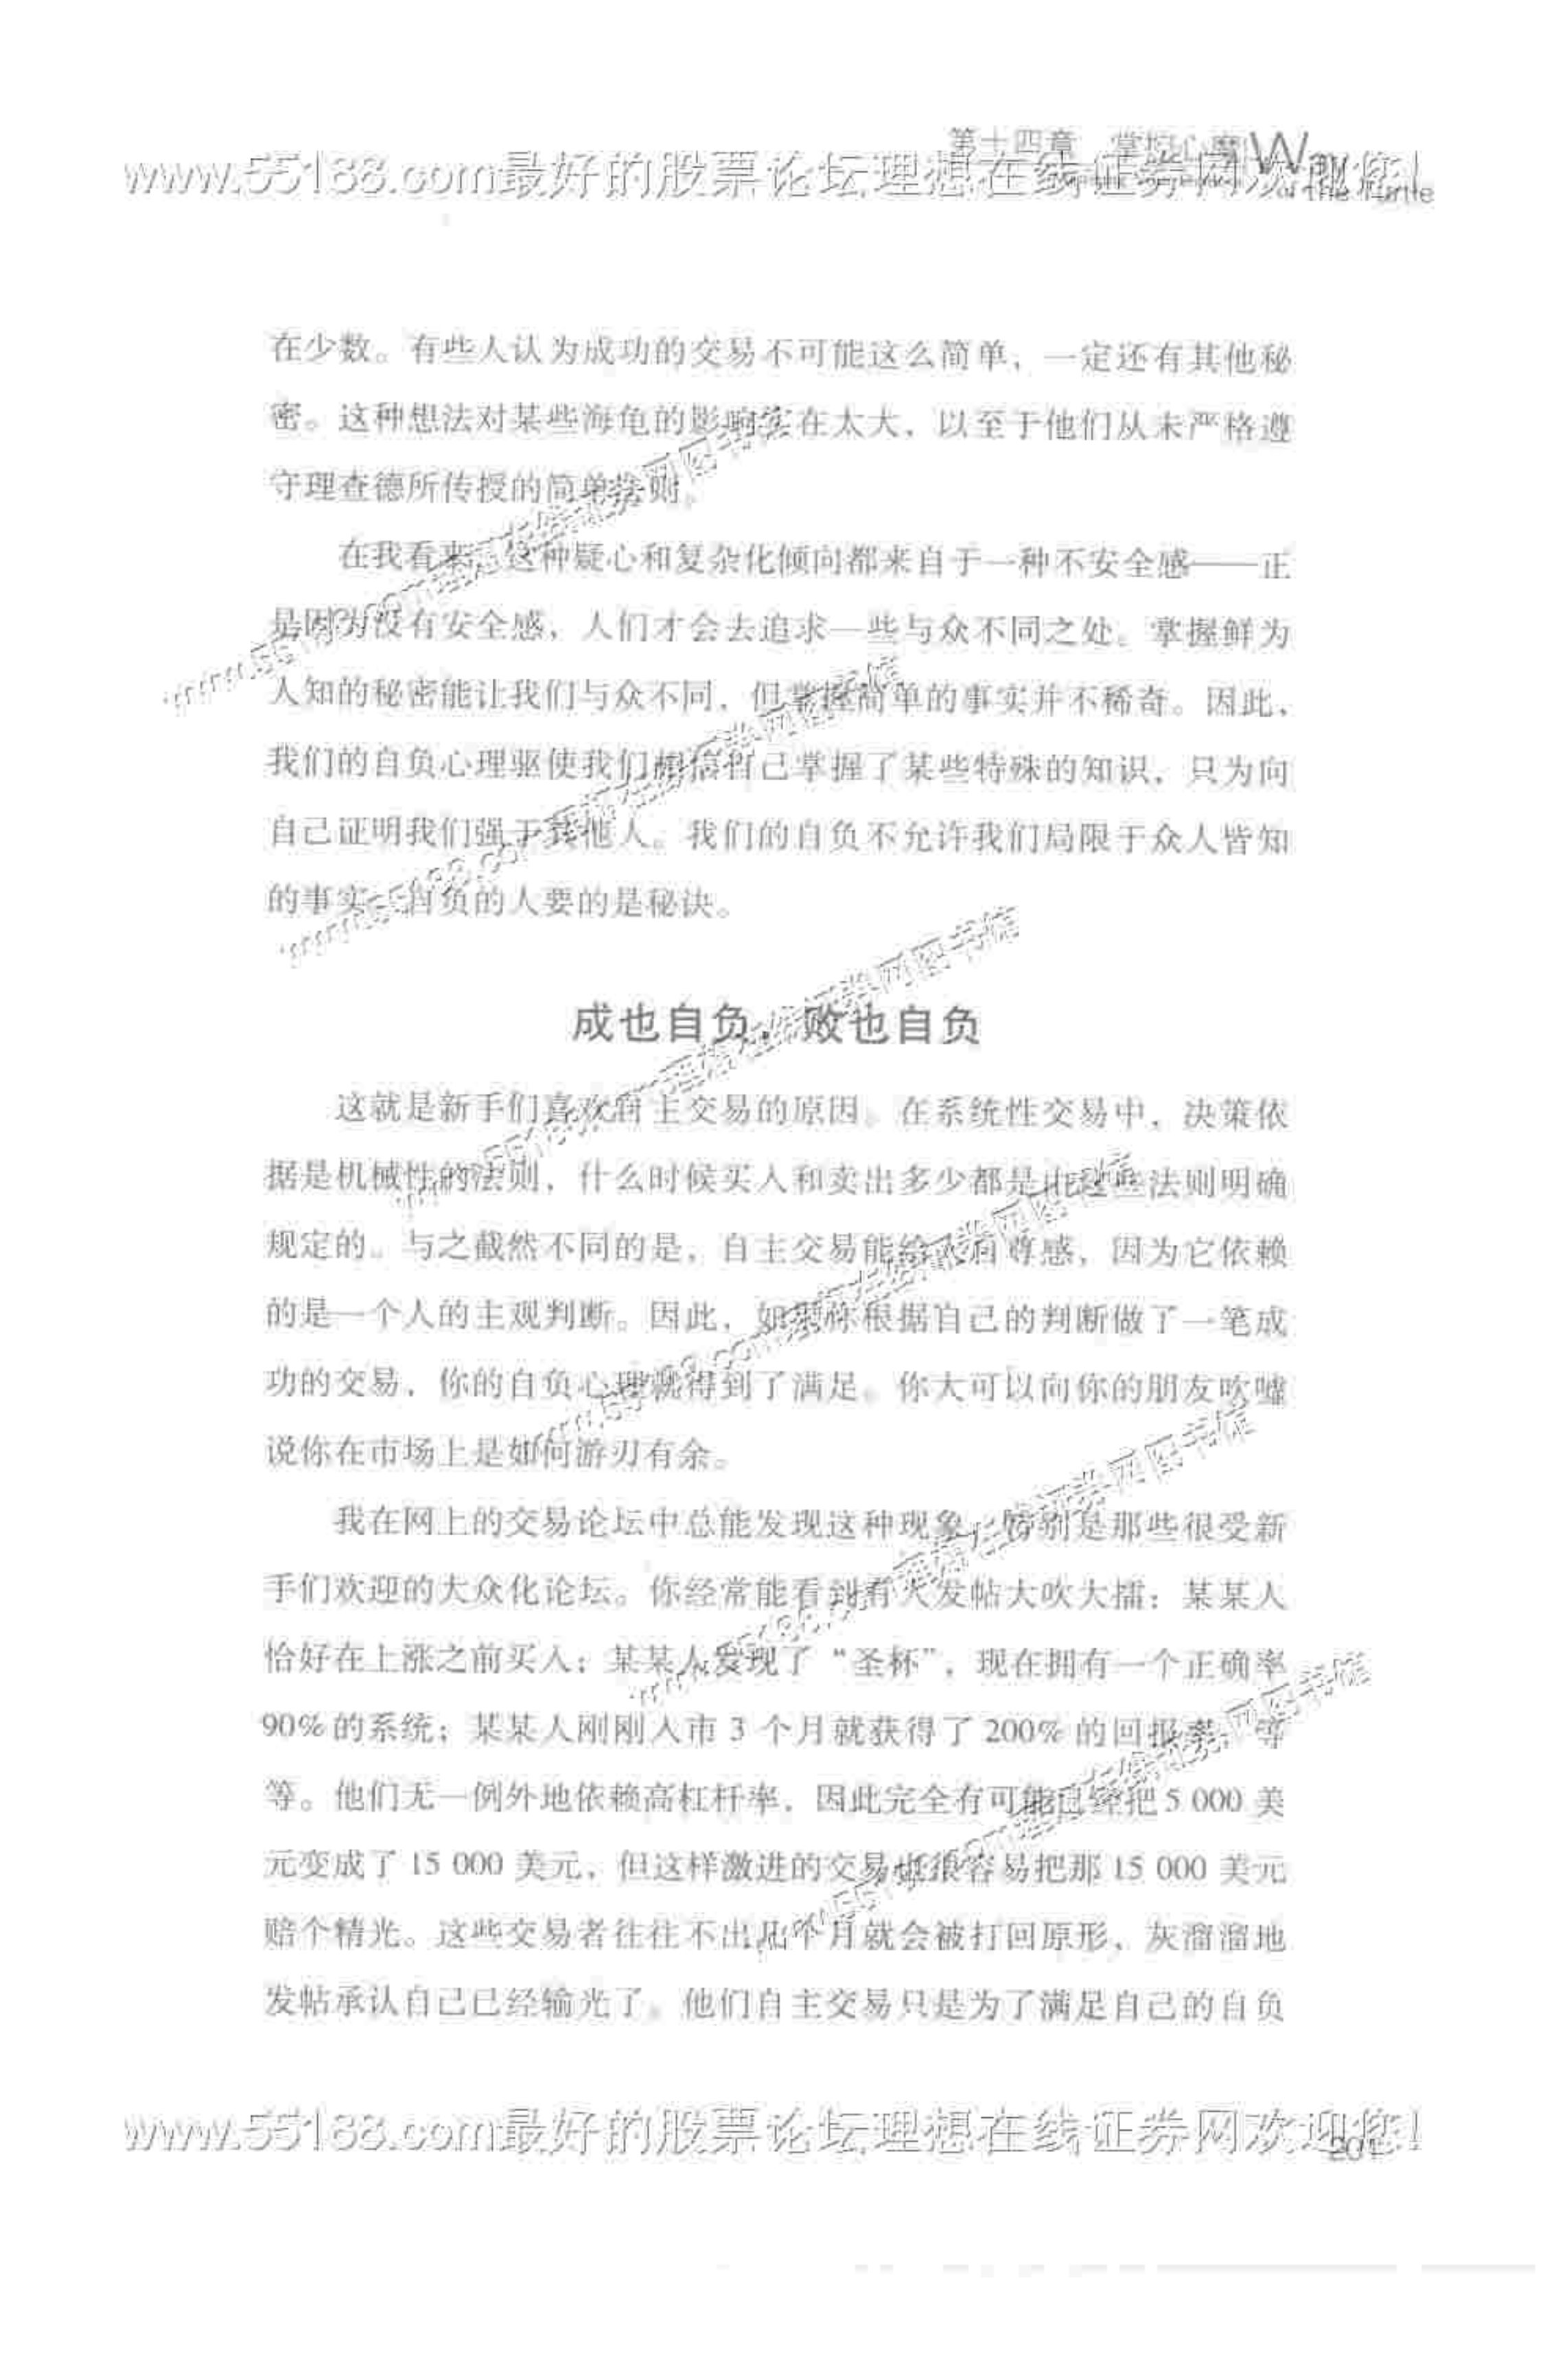 第十四章 掌控心魔
Way
of the Turtle
www.55188.com最好的股票论坛理想在线证券网欢迎您!
在少数。有些人认为成功的交易不可能这么简单，一定还有其他秘
密。这种想法对某些海龟的影响实在太大，以至于他们从未严格遵
守理查德所传授的简单法则。
在我看来，这种疑心和复杂化倾向都来自于一种不安全感——正
是因为没有安全感，人们才会去追求一些与众不同之处。掌握鲜为
人知的秘密能让我们与众不同，但掌握简单的事实并不稀奇。因此，
我们的自负心理驱使我们相信自己掌握了某些特殊的知识，只为向
自己证明我们强于其他人。我们的自负不允许我们局限于众人皆知
的事实，自负的人要的是秘诀。
成也自负，败也自负
这就是新手们喜欢自主交易的原因。在系统性交易中，决策依
据是机械性的法则，什么时候买入和卖出多少都是由这些法则明确
规定的。与之截然不同的是，自主交易能给人自尊感，因为它依赖
的是一个人的主观判断。因此，如果你根据自己的判断做了一笔成
功的交易，你的自负心理就得到了满足。你大可以向你的朋友吹嘘
说你在市场上是如何游刃有余。
我在网上的交易论坛中总能发现这种现象，特别是那些很受新
手们欢迎的大众化论坛。你经常能看到有人发帖大吹大擂：某某人
恰好在上涨之前买入；某某人发现了“圣杯”，现在拥有一个正确率
90%的系统；某某人刚刚入市 3 个月就获得了 200% 的回报率，等
等。他们无一例外地依赖高杠杆率，因此完全有可能已经把 5 000 美
元变成了 15 000 美元，但这样激进的交易也很容易把那 15 000 美元
赔个精光。这些交易者往往不出几个月就会被打回原形，灰溜溜地
发帖承认自己已经输光了。他们自主交易只是为了满足自己的自负
www.55188.com最好的股票论坛理想在线证券网欢迎您!
201